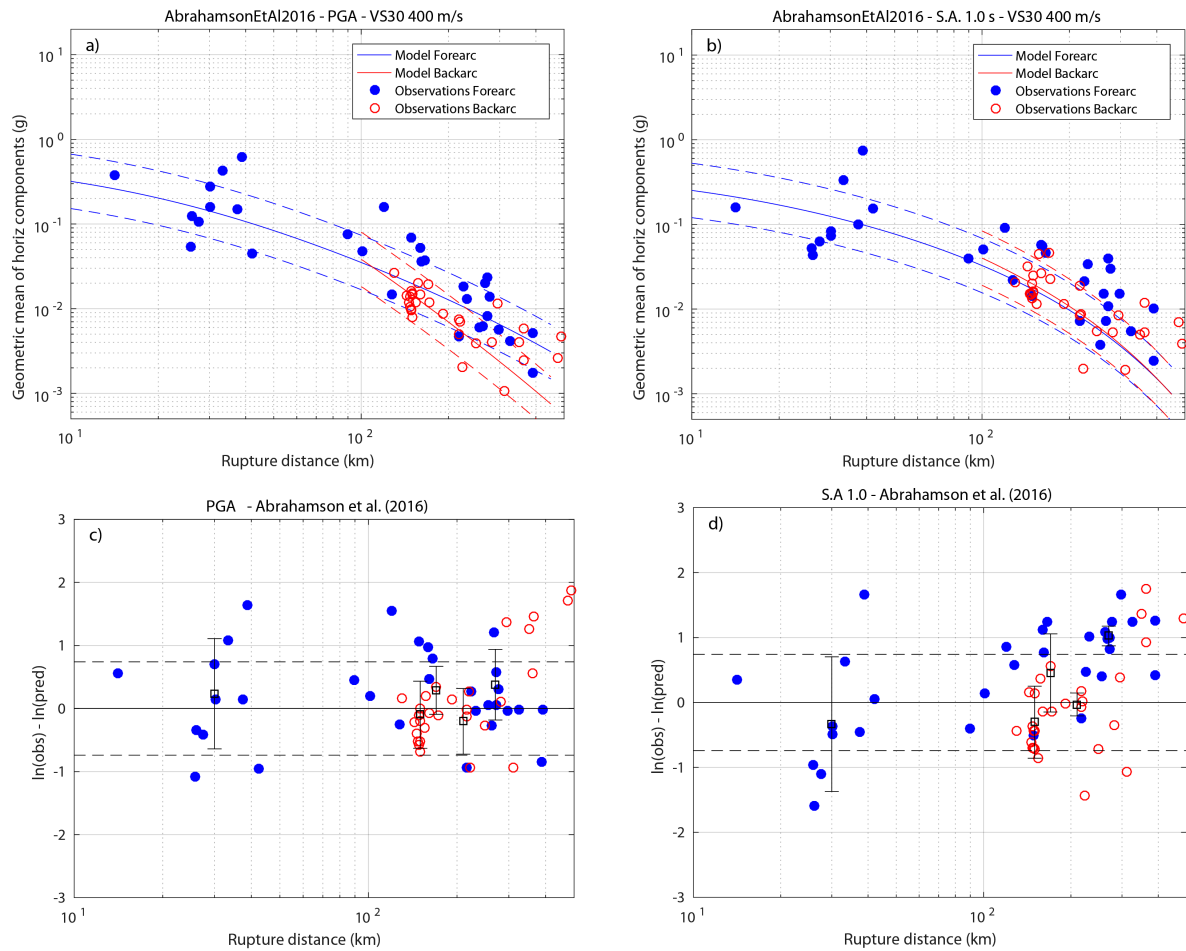 AbrahamsonEtAl2016 - PGA - VS30 400 m/s
a)
Model Forearc
Model Backarc
Observations Forearc
Observations Backarc
10 1
10 0
10 -1
10 -2
10 -3
Geometric mean of horiz components (g)
10 1
10 2
Rupture distance (km)
AbrahamsonEtAl2016 - S.A. 1.0 s - VS30 400 m/s
b)
Model Forearc
Model Backarc
Observations Forearc
Observations Backarc
10 1
10 0
10 -1
10 -2
10 -3
Geometric mean of horiz components (g)
10 1
10 2
Rupture distance (km)
PGA - Abrahamson et al. (2016)
c)
3
2
1
0
-1
-2
-3
ln(obs) - ln(pred)
10 1
10 2
Rupture distance (km)
S.A 1.0 - Abrahamson et al. (2016)
d)
3
2
1
0
-1
-2
-3
ln(obs) - ln(pred)
10 1
10 2
Rupture distance (km)